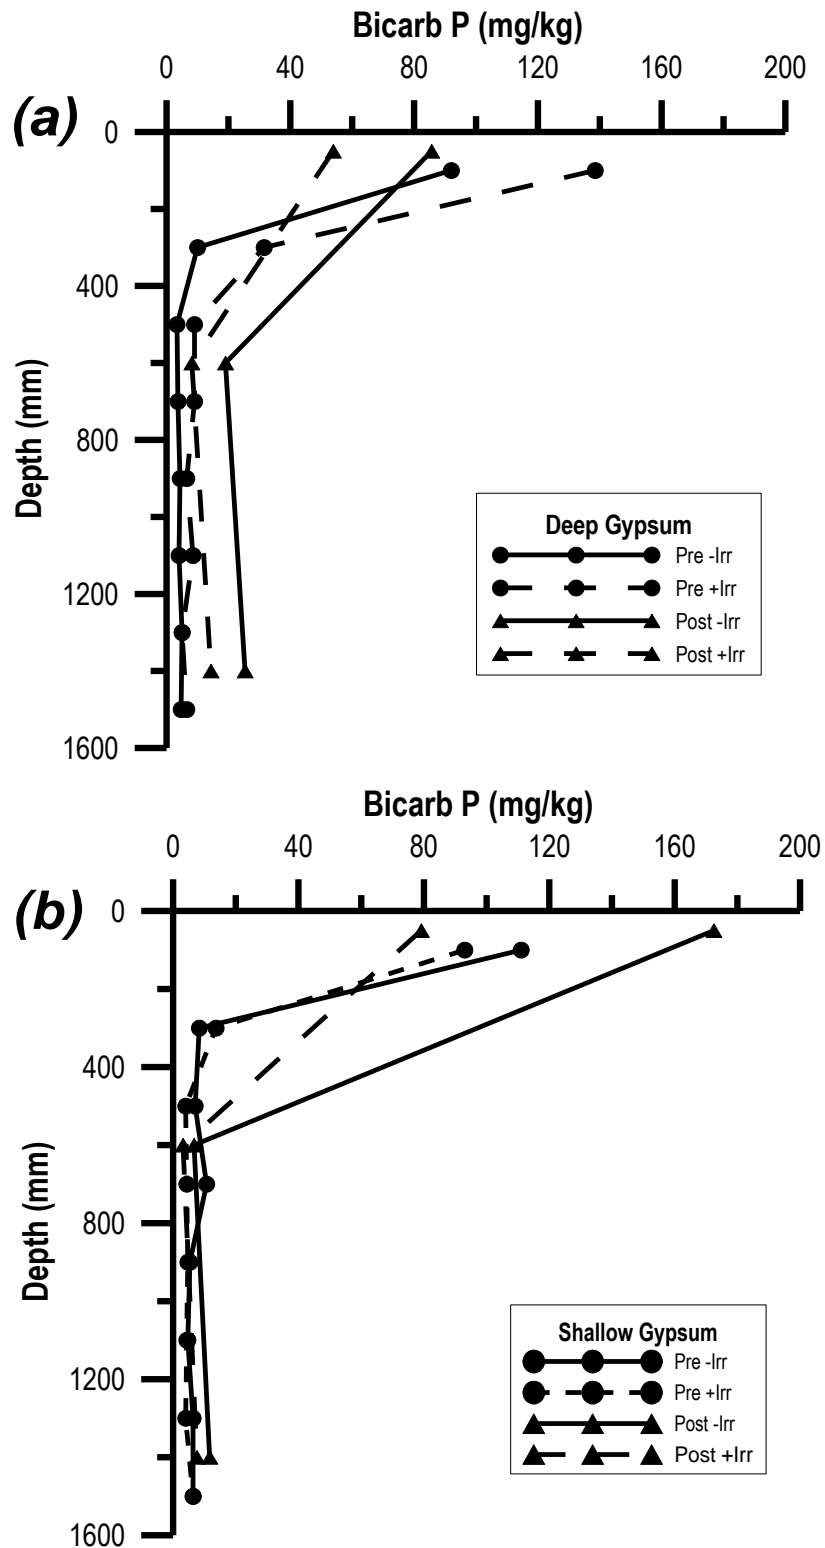 Bicarb P (mg/kg)
0 40 80 120 160 200
(a)
0
400
800
1200
1600
Depth (mm)
Deep Gypsum
Pre -Irr
Pre +Irr
Post -Irr
Post +Irr
Bicarb P (mg/kg)
0 40 80 120 160 200
(b)
0
400
800
1200
1600
Depth (mm)
Shallow Gypsum
Pre -Irr
Pre +Irr
Post -Irr
Post +Irr